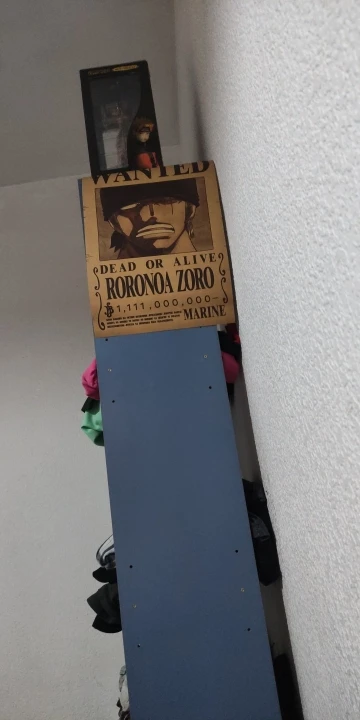 WANTED
DEAD OR ALIVE
RORONOA ZORO
฿1,111,000,000-
MARINE